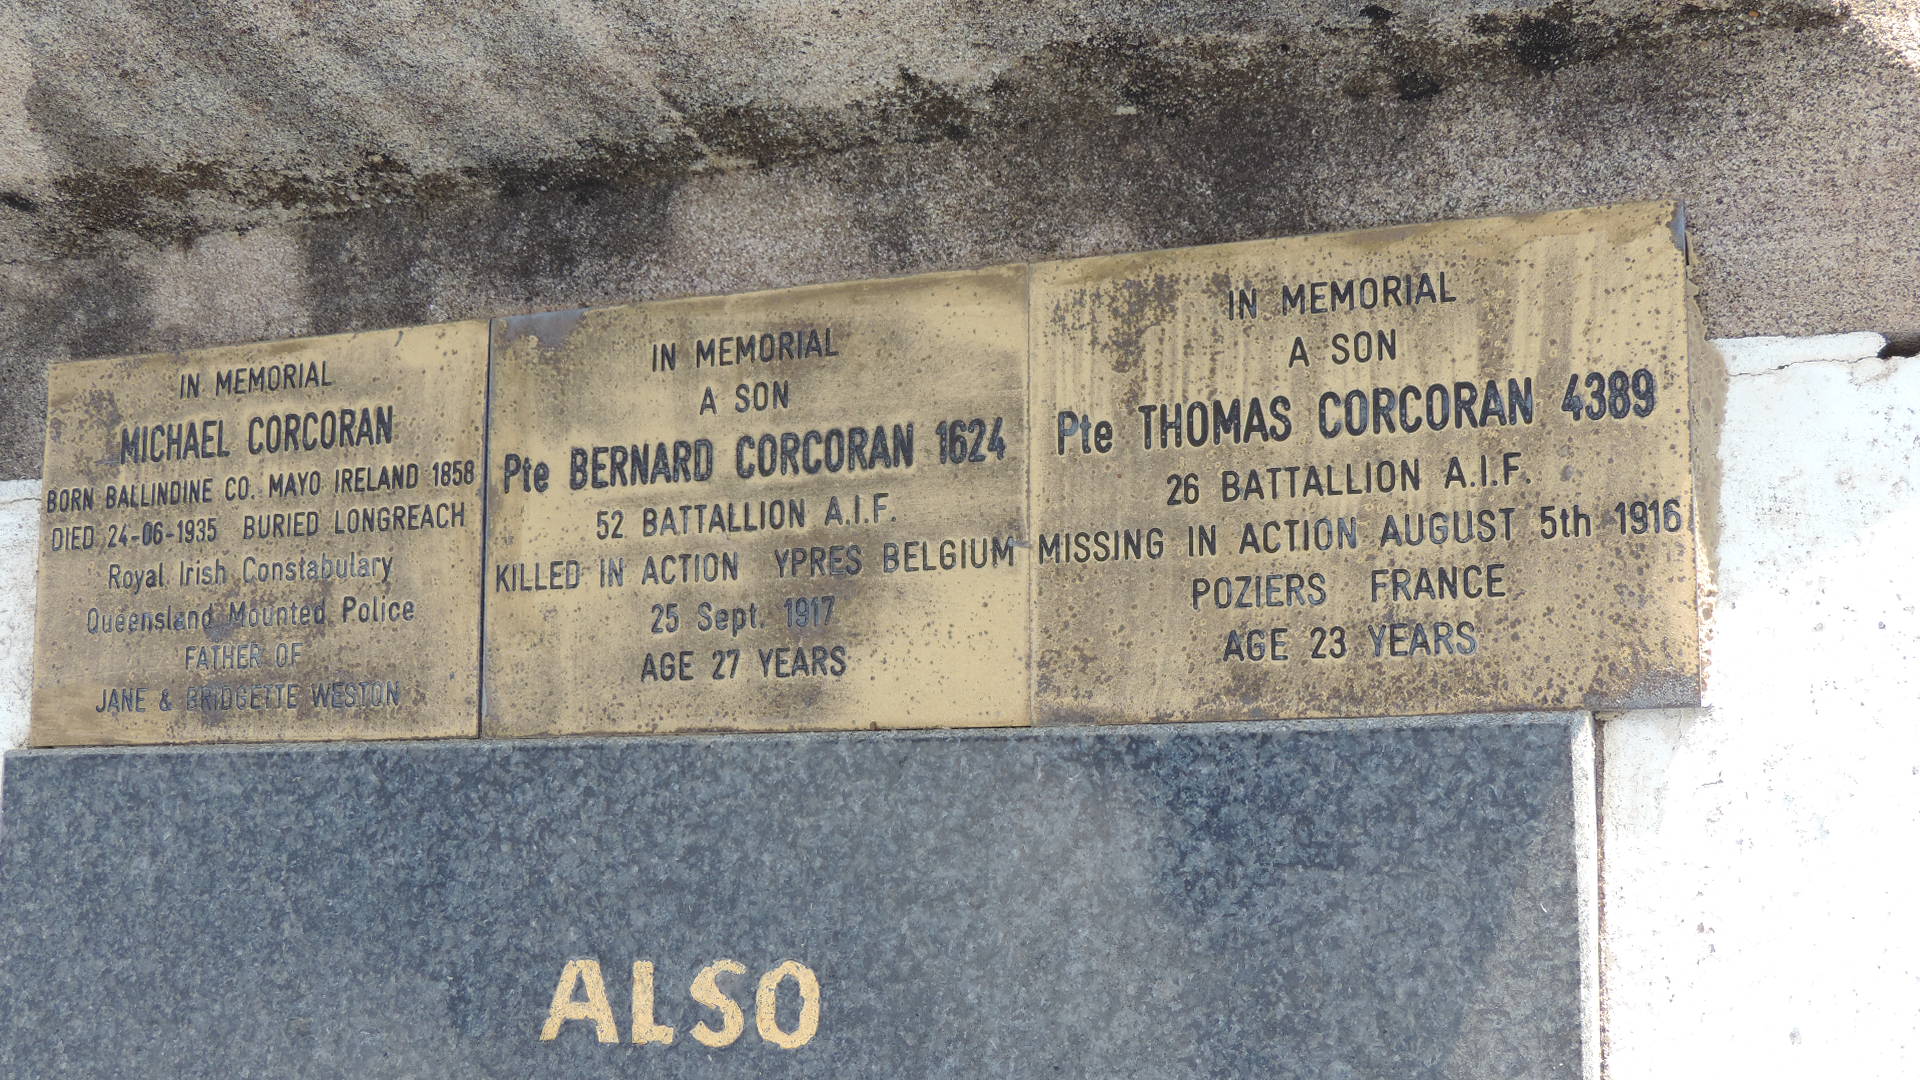 IN MEMORIAL
MICHAEL CORCORAN
BORN BALLINDINE CO. MAYO IRELAND 1858
DIED 24-06-1935 BURIED LONGREACH
Royal Irish Constabulary
Queensland Mounted Police
FATHER OF
JANE & BRIDGETTE WESTON
IN MEMORIAL
A SON
Pte BERNARD CORCORAN 1624
52 BATTALLION A.I.F.
KILLED IN ACTION YPRES BELGIUM
25 Sept. 1917
AGE 27 YEARS
IN MEMORIAL
A SON
Pte THOMAS CORCORAN 4389
26 BATTALLION A.I.F.
MISSING IN ACTION AUGUST 5th 1916
POZIERS FRANCE
AGE 23 YEARS
ALSO